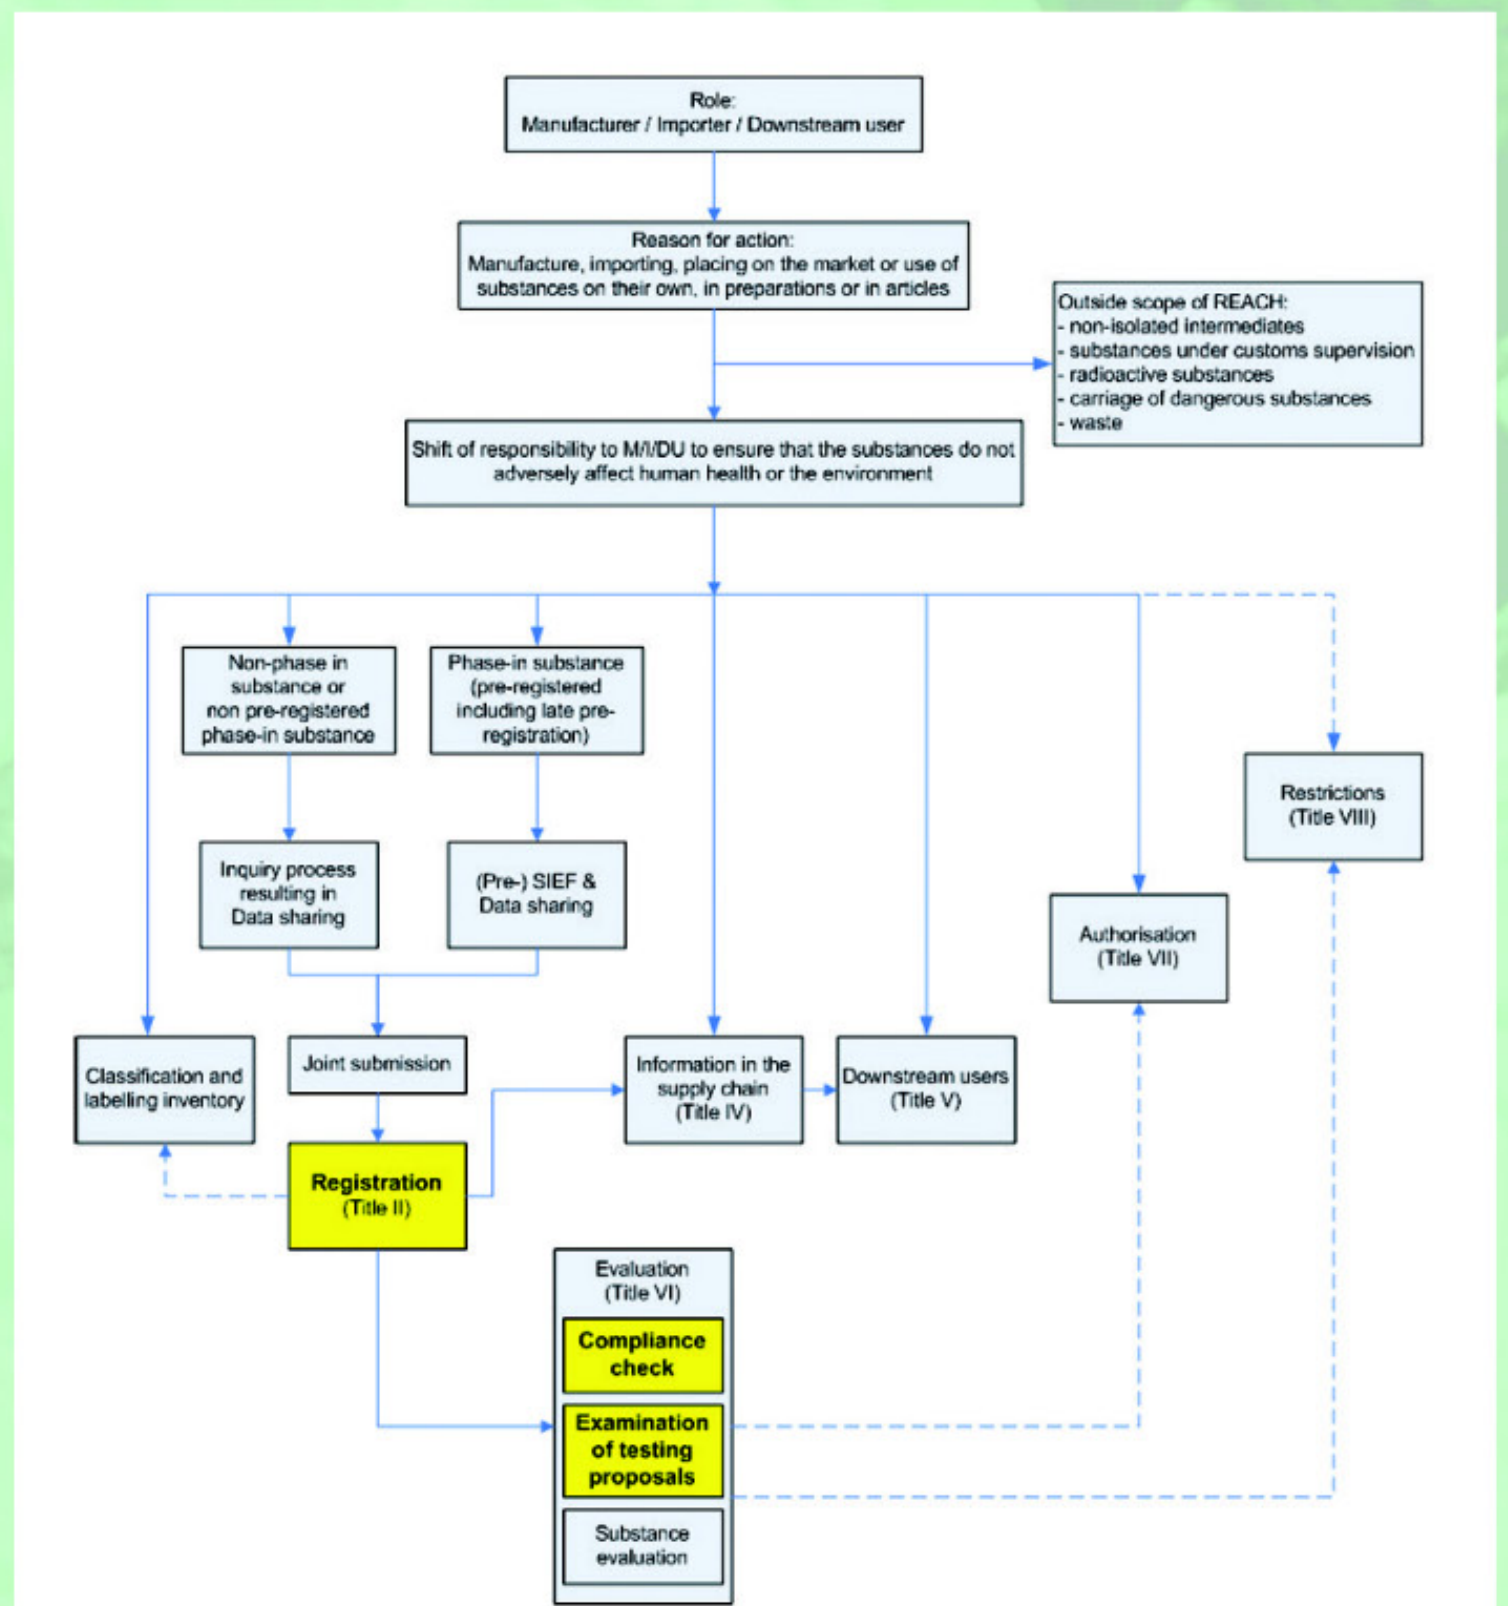 Role:
Manufacturer / Importer / Downstream user
Reason for action:
Manufacture, importing, placing on the market or use of
substances on their own, in preparations or in articles
Outside scope of REACH:
- non-isolated intermediates
- substances under customs supervision
- radioactive substances
- carriage of dangerous substances
- waste
Shift of responsibility to M/I/DU to ensure that the substances do not
adversely affect human health or the environment
Non-phase in
substance or
non pre-registered
phase-in substance
Phase-in substance
(pre-registered
including late pre-
registration)
Restrictions
(Title VIII)
Inquiry process
resulting in
Data sharing
(Pre-) SIEF &
Data sharing
Authorisation
(Title VII)
Classification and
labelling inventory
Joint submission
Information in the
supply chain
(Title IV)
Downstream users
(Title V)
Registration
(Title II)
Evaluation
(Title VI)
Compliance
check
Examination
of testing
proposals
Substance
evaluation